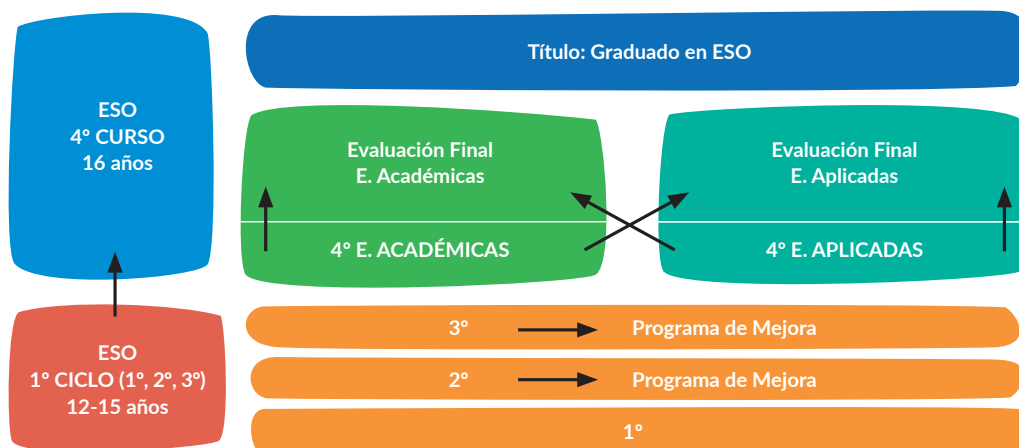 Título: Graduado en ESO
ESO
4º CURSO
16 años
Evaluación Final
E. Académicas
Evaluación Final
E. Aplicadas
4º E. ACADÉMICAS
4º E. APLICADAS
ESO
1º CICLO (1º, 2º, 3º)
12-15 años
3º
Programa de Mejora
2º
Programa de Mejora
1º